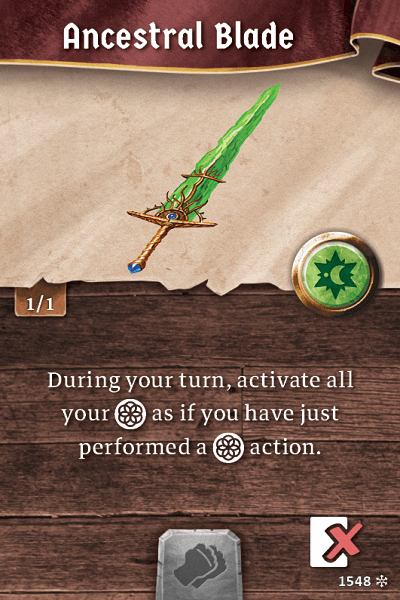 Ancestral Blade
1/1
During your turn, activate all
your as if you have just
performed a action.
1548